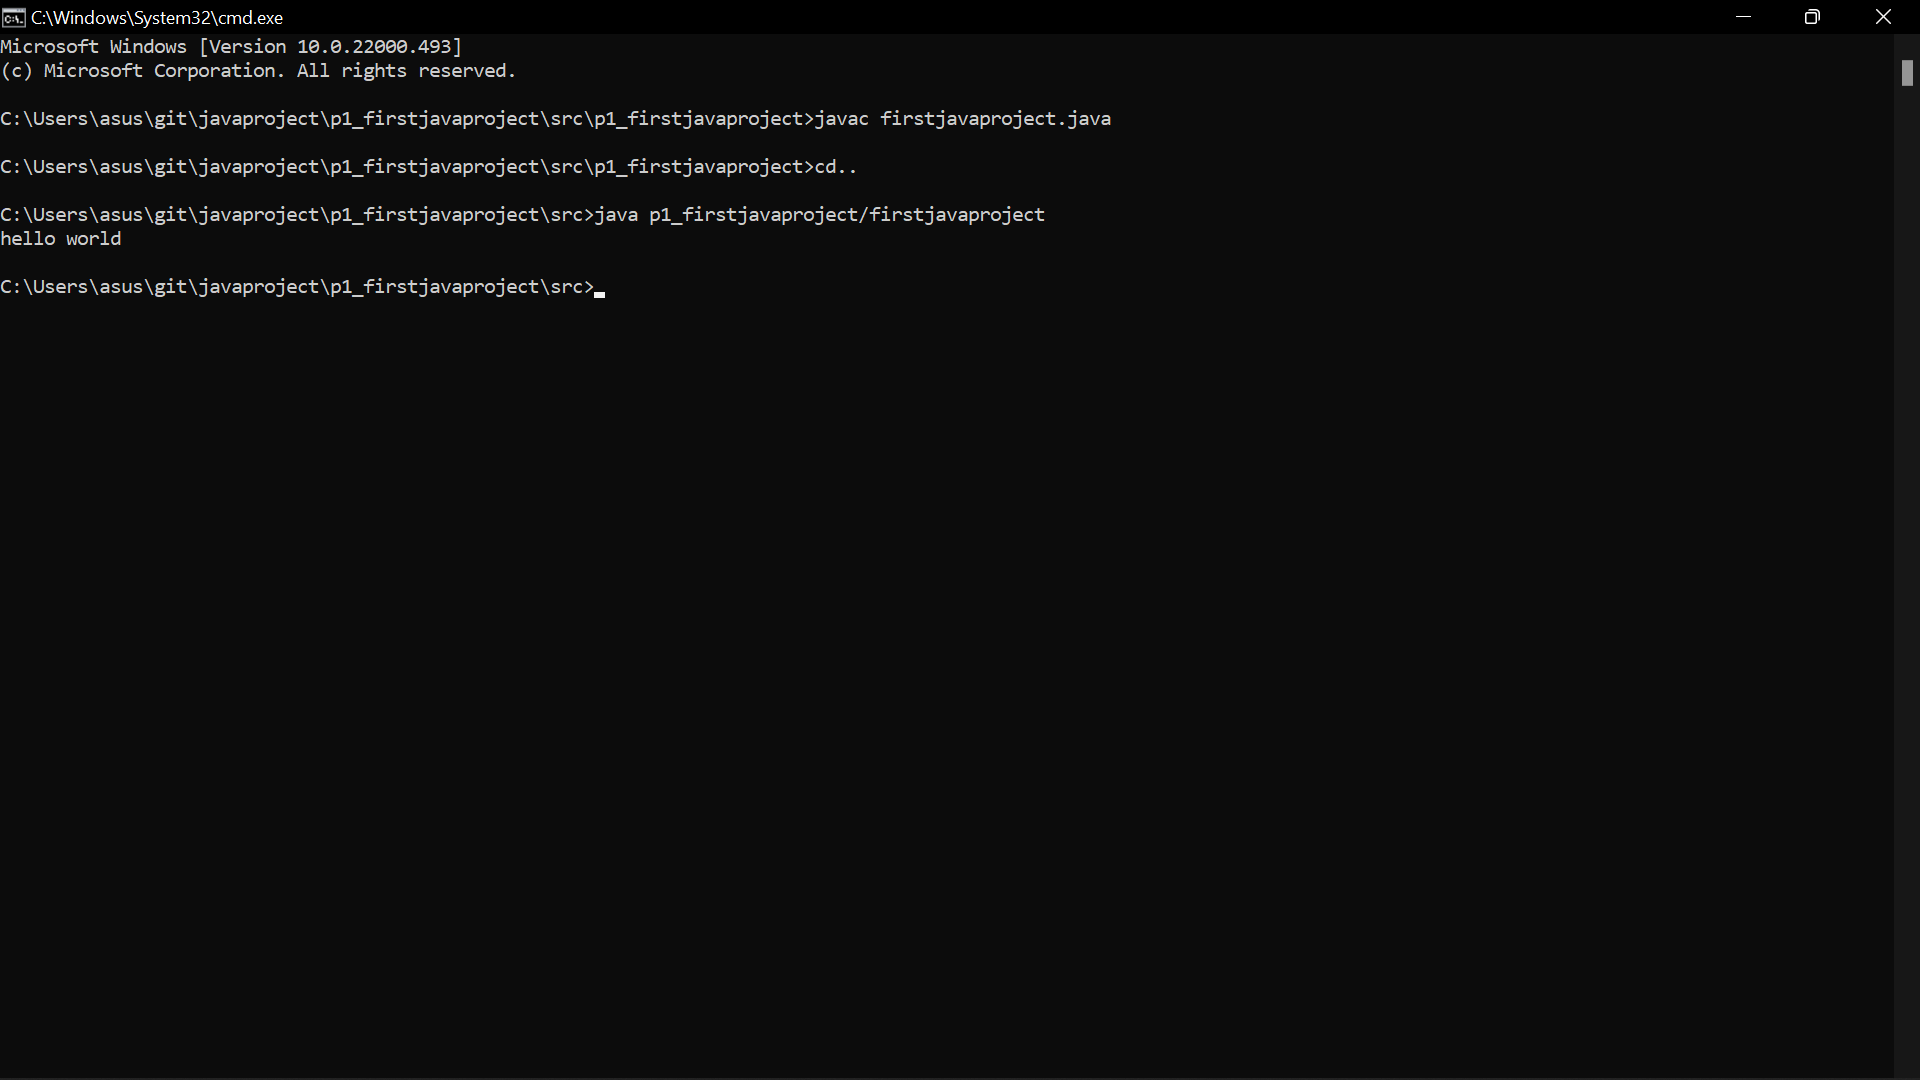 C:\Windows\System32\cmd.exe
Microsoft Windows [Version 10.0.22000.493]
(c) Microsoft Corporation. All rights reserved.
C:\Users\asus\git\javaproject\p1_firstjavaproject\src\p1_firstjavaproject>javac firstjavaproject.java
C:\Users\asus\git\javaproject\p1_firstjavaproject\src\p1_firstjavaproject>cd..
C:\Users\asus\git\javaproject\p1_firstjavaproject\src>java p1_firstjavaproject/firstjavaproject
hello world
C:\Users\asus\git\javaproject\p1_firstjavaproject\src>